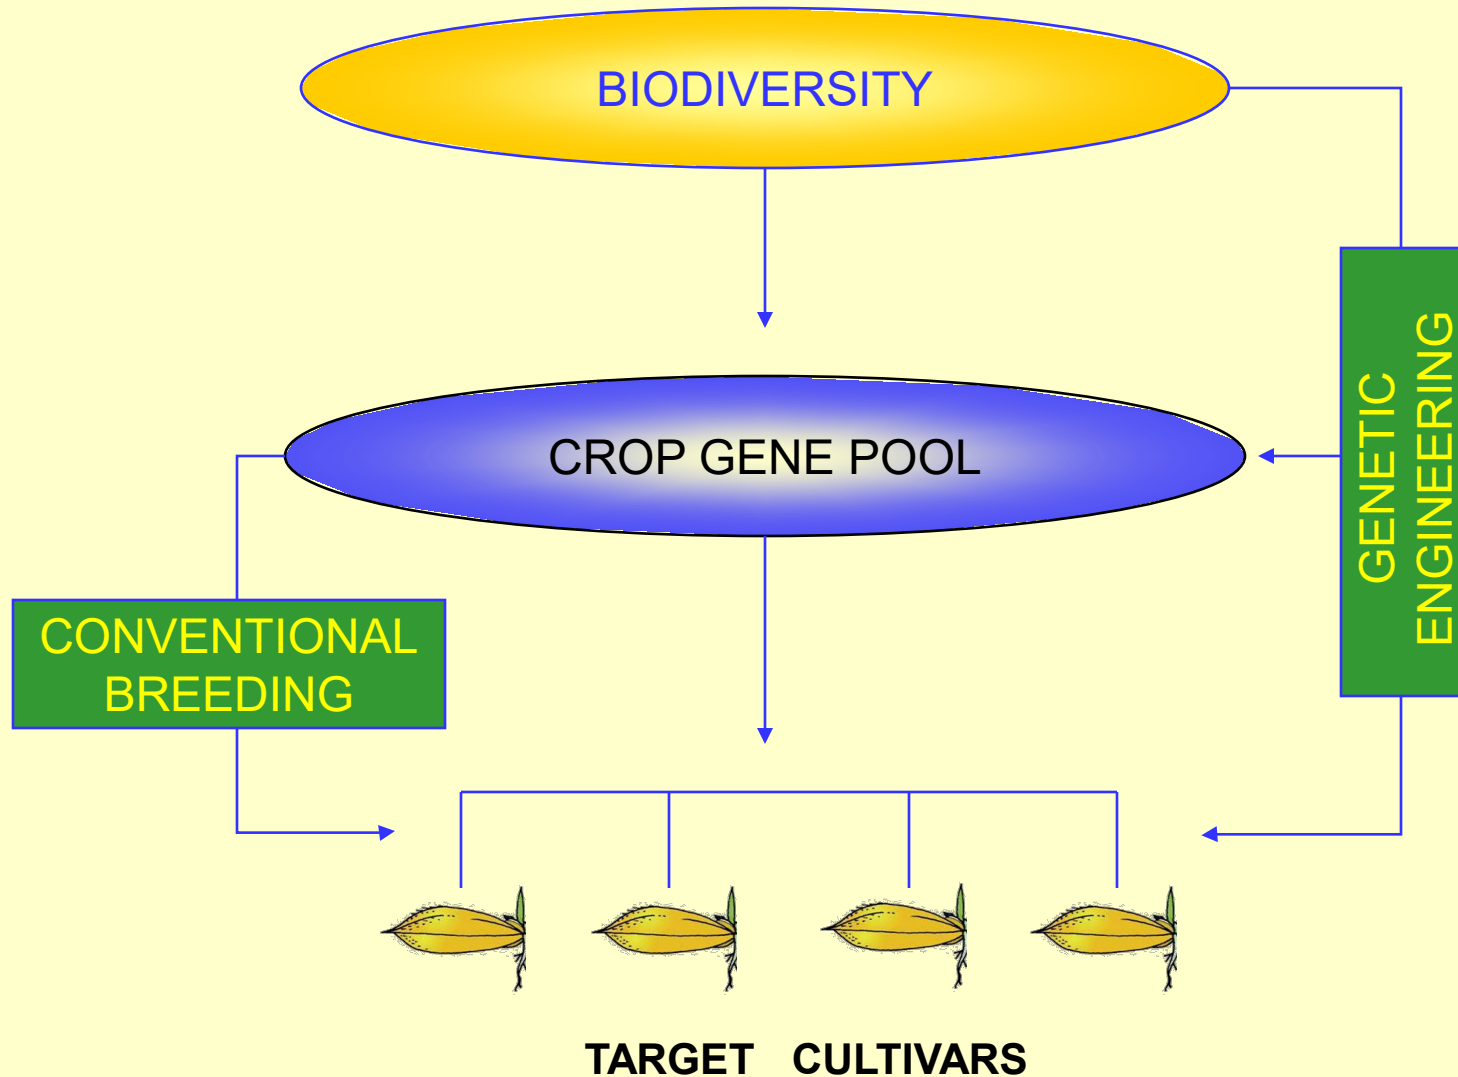 BIODIVERSITY
CROP GENE POOL
GENETIC
ENGINEERING
CONVENTIONAL
BREEDING
TARGET CULTIVARS